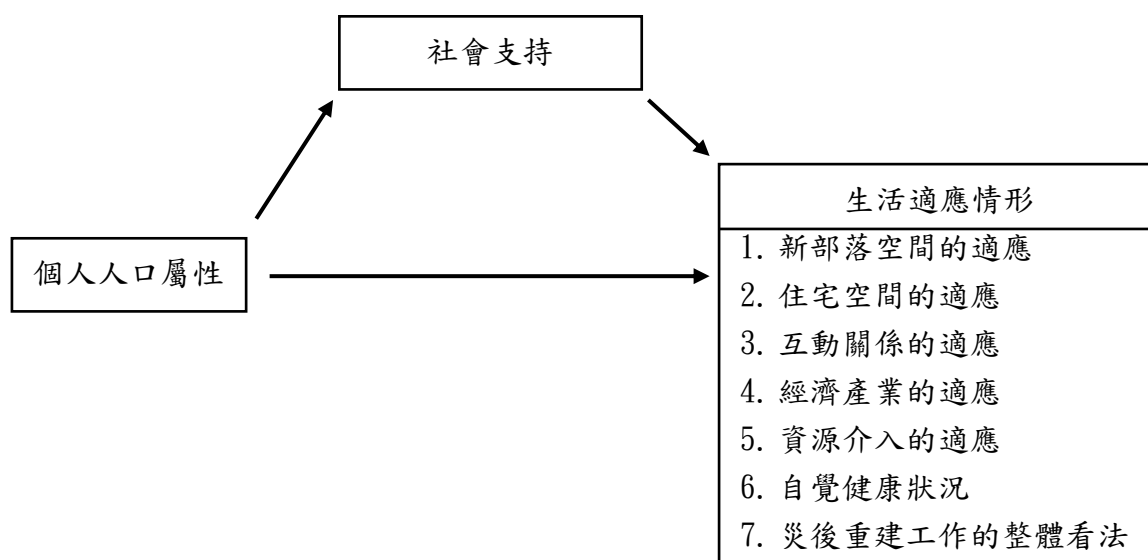 社會支持
個人人口屬性
生活適應情形
1. 新部落空間的適應
2. 住宅空間的適應
3. 互動關係的適應
4. 經濟產業的適應
5. 資源介入的適應
6. 自覺健康狀況
7. 災後重建工作的整體看法